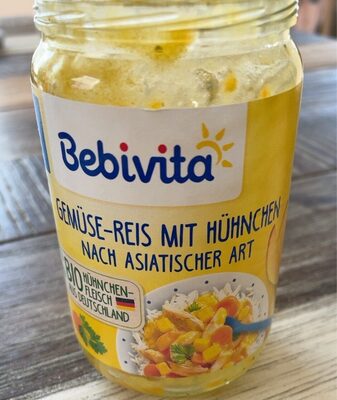 Bebivita
GEMÜSE-REIS MIT HÜHNCHEN
NACH ASIATISCHER ART
BIO
HÜHNCHEN-
FLEISCH
AUS DEUTSCHLAND